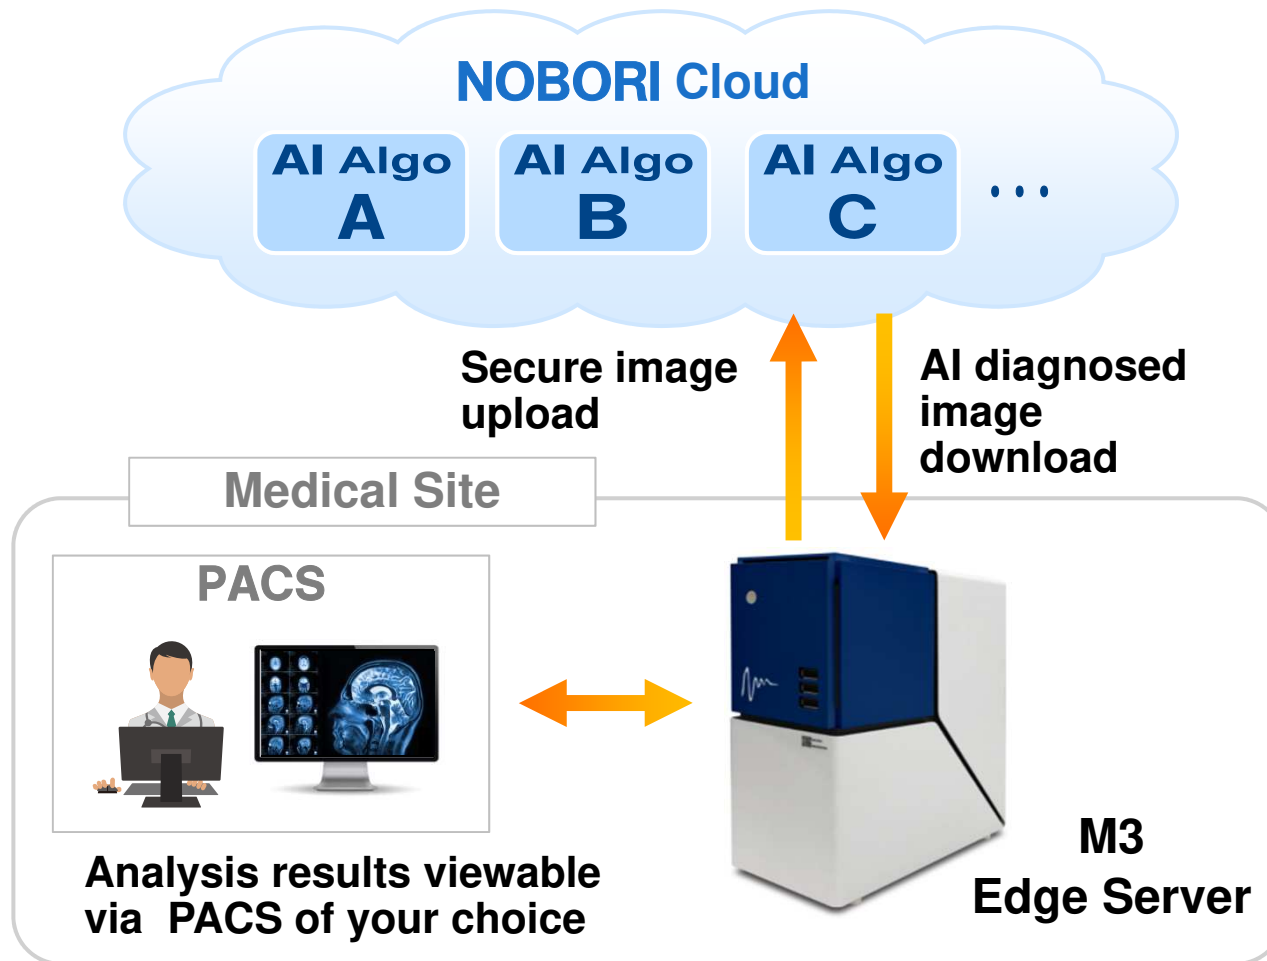 NOBORI Cloud
AI Algo
A
AI Algo
B
AI Algo
C
...
Secure image
upload
AI diagnosed
image
download
Medical Site
PACS
Analysis results viewable
via PACS of your choice
M3
Edge Server